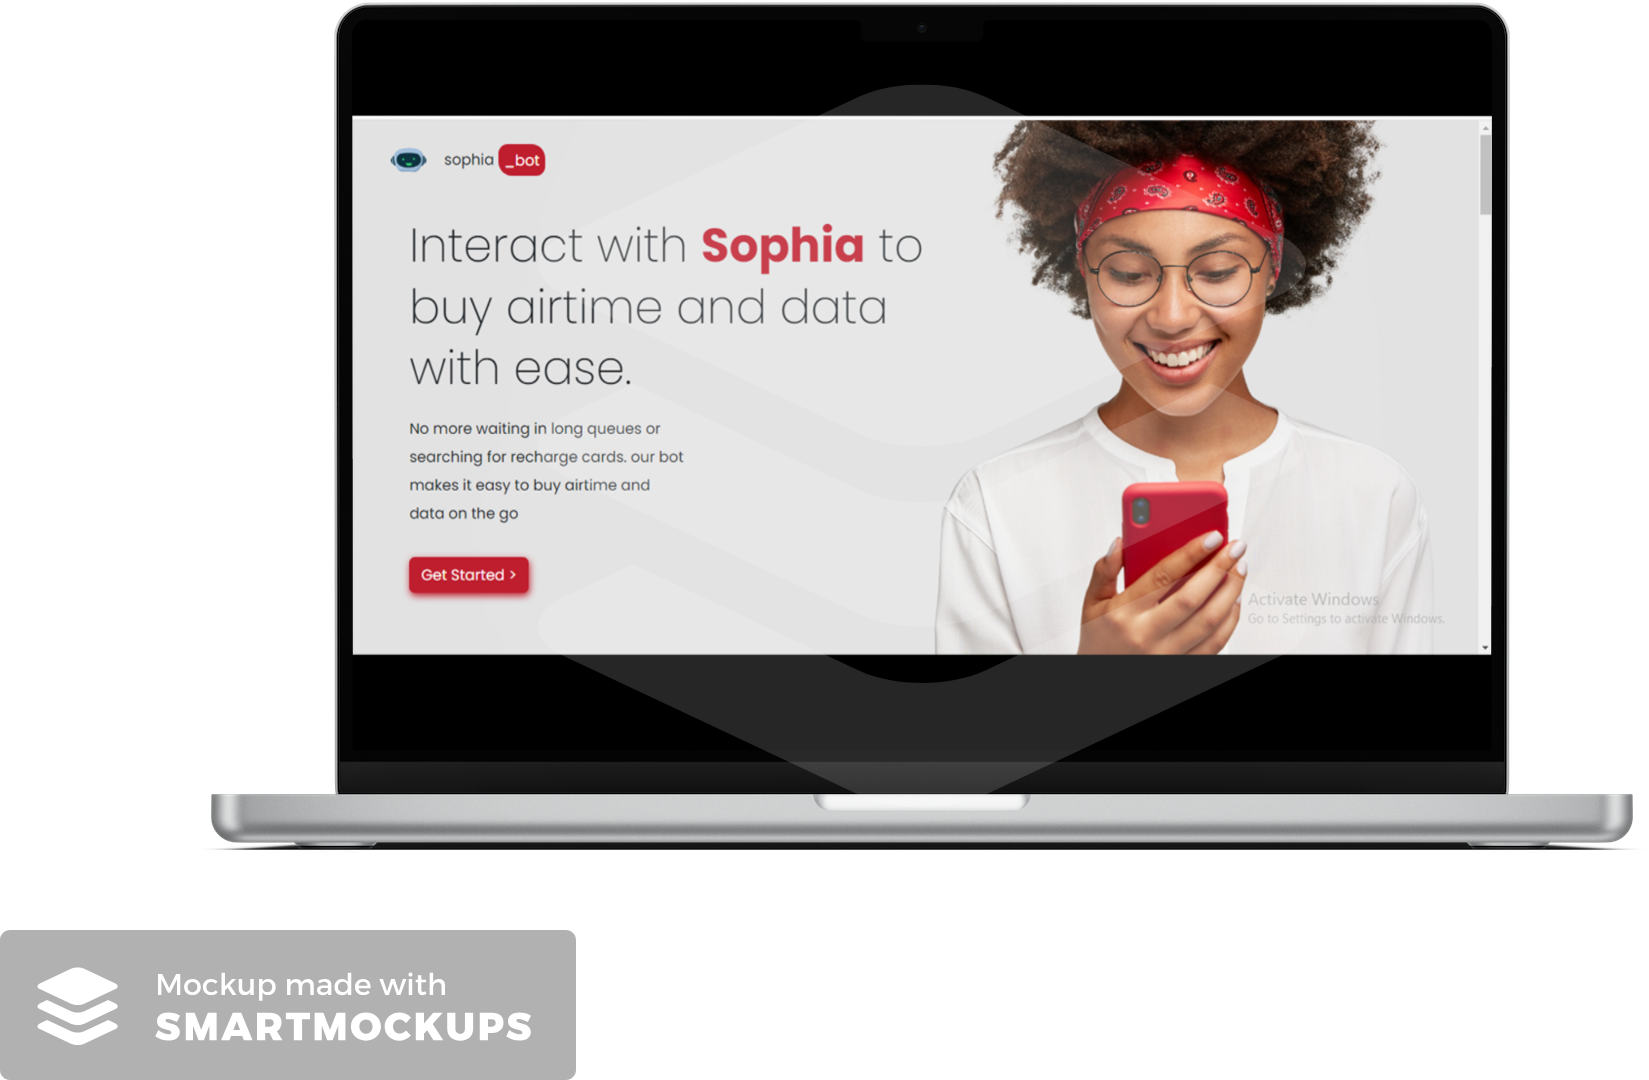 sophia _bot
Interact with Sophia to
buy airtime and data
with ease.
No more waiting in long queues or
searching for recharge cards. our bot
makes it easy to buy airtime and
data on the go
Get Started >
Activate Windows
Go to Settings to activate Windows.
Mockup made with
SMARTMOCKUPS